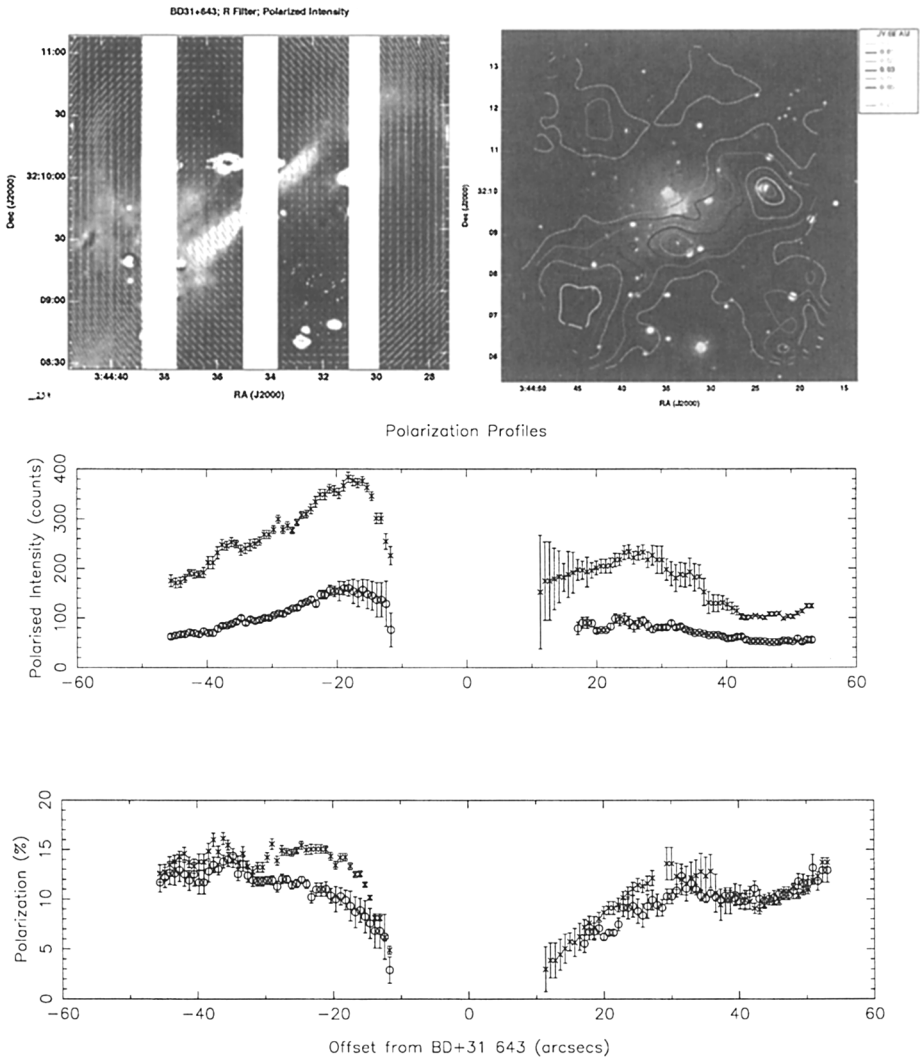 BD31+643; R Filter; Polarized Intensity
11:00
30
32:10:00
30
09:00
08:30
Dec (J2000)
3:44:40 38 36 34 32 30 28
RA (J2000)
JY/BEAM
13
12
11
32:10
09
08
07
06
Dec (J2000)
3:44:50 45 40 35 30 25 20 15
RA (J2000)
Polarization Profiles
400
300
200
100
0
Polarised Intensity (counts)
−60 −40 −20 0 20 40 60
20
15
10
5
0
Polarization (%)
−60 −40 −20 0 20 40 60
Offset from BD+31 643 (arcsecs)